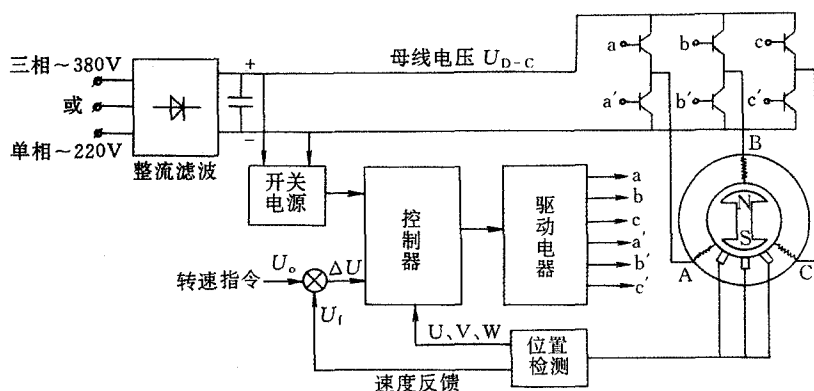 三相～380V
或
单相～220V
整流滤波
+
−
母线电压 U_D-C
a
b
c
a′
b′
c′
B
N
S
A
C
开关
电源
控制器
驱动电器
a
b
c
a′
b′
c′
转速指令
U_o
ΔU
U_f
U、V、W
位置
检测
速度反馈